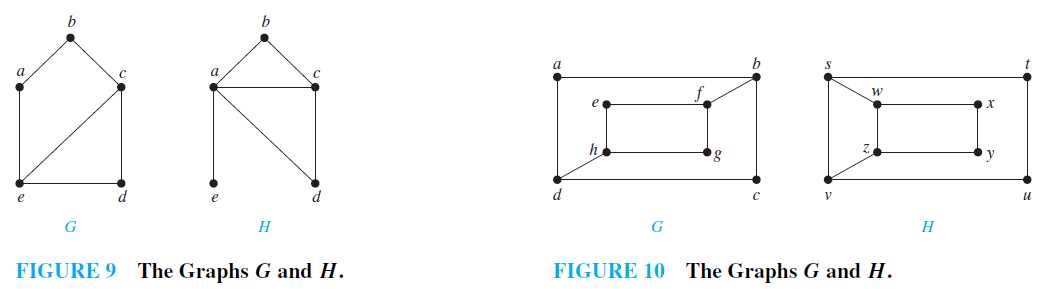 b
a
c
e
d
G
b
a
c
e
d
H
FIGURE 9 The Graphs G and H.
a
b
e
f
h
g
d
c
G
s
t
w
x
z
y
v
u
H
FIGURE 10 The Graphs G and H.